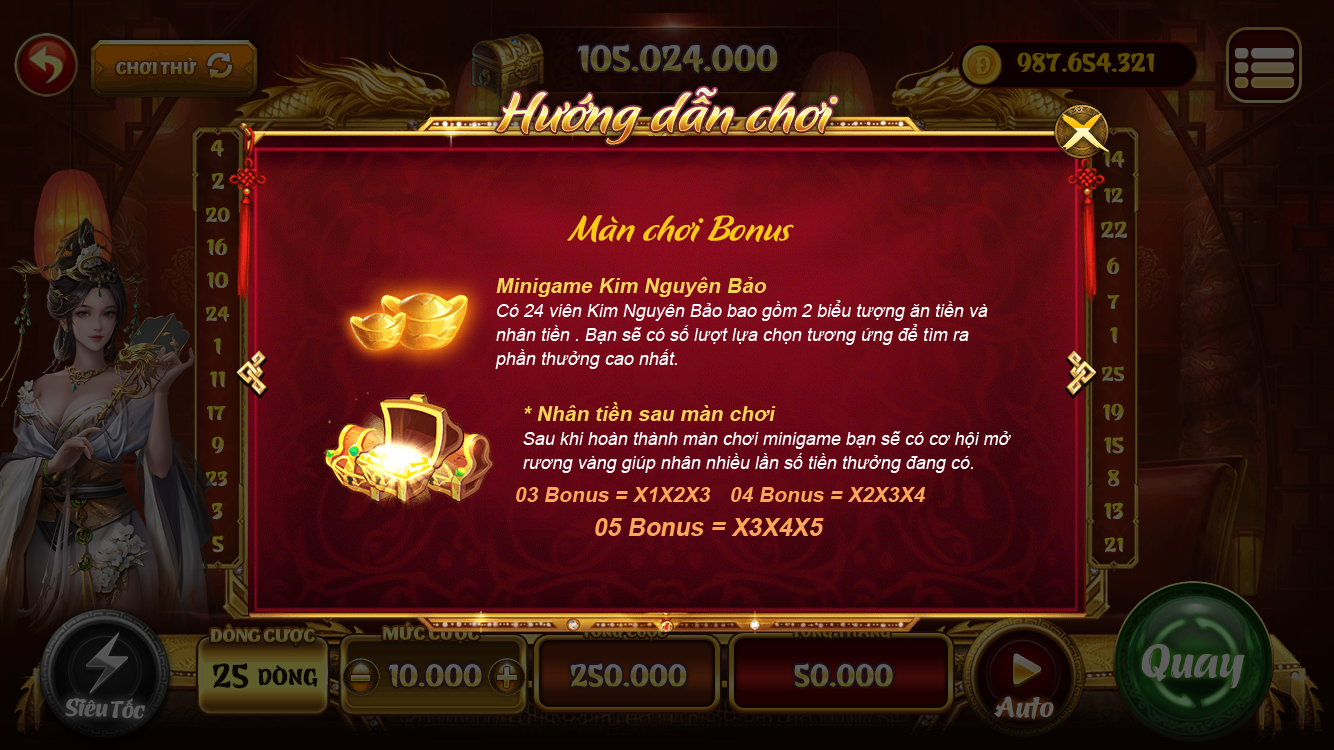 CHƠI THỬ
105.024.000
987.654.321
Hướng dẫn chơi
4
2
20
16
10
24
1
11
17
9
23
3
5
14
12
22
6
7
1
25
19
15
8
13
21
Màn chơi Bonus
Minigame Kim Nguyên Bảo
Có 24 viên Kim Nguyên Bảo bao gồm 2 biểu tượng ăn tiền và
nhân tiền . Bạn sẽ có số lượt lựa chọn tương ứng để tìm ra
phần thưởng cao nhất.
* Nhân tiền sau màn chơi
Sau khi hoàn thành màn chơi minigame bạn sẽ có cơ hội mở
rương vàng giúp nhân nhiều lần số tiền thưởng đang có.
03 Bonus = X1X2X3 04 Bonus = X2X3X4
05 Bonus = X3X4X5
DÒNG CƯỢC
MỨC CƯỢC
25 DÒNG
10.000
250.000
50.000
Siêu Tốc
Auto
Quay